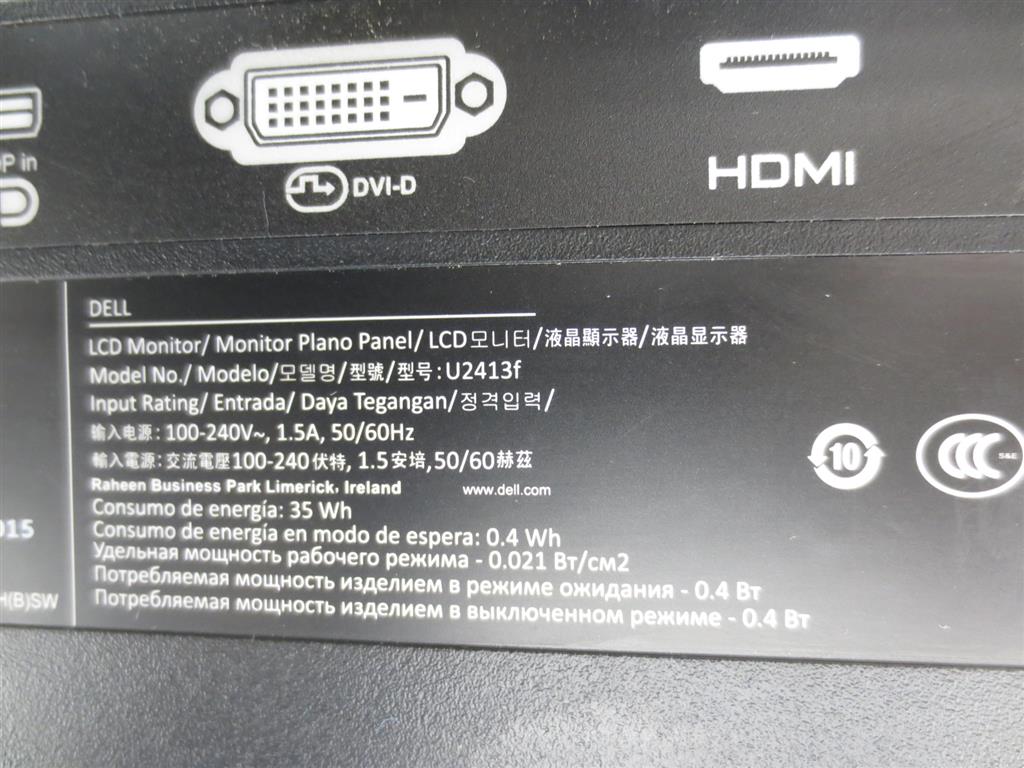 P in
DVI-D
HDMI
DELL
LCD Monitor/ Monitor Plano Panel/ LCD모니터/液晶顯示器/液晶显示器
Model No./ Modelo/모델명/型號/型号: U2413f
Input Rating/ Entrada/ Daya Tegangan/정격입력/
输入电源: 100-240V~, 1.5A, 50/60Hz
輸入電源: 交流電壓100-240伏特, 1.5安培,50/60赫茲
Raheen Business Park Limerick, Ireland www.dell.com
Consumo de energía: 35 Wh
Consumo de energía en modo de espera: 0.4 Wh
Удельная мощность рабочего режима - 0.021 Вт/см2
Потребляемая мощность изделием в режиме ожидания - 0.4 Вт
Потребляемая мощность изделием в выключенном режиме - 0.4 Вт
015
H(B)SW
10
CCC
S&E